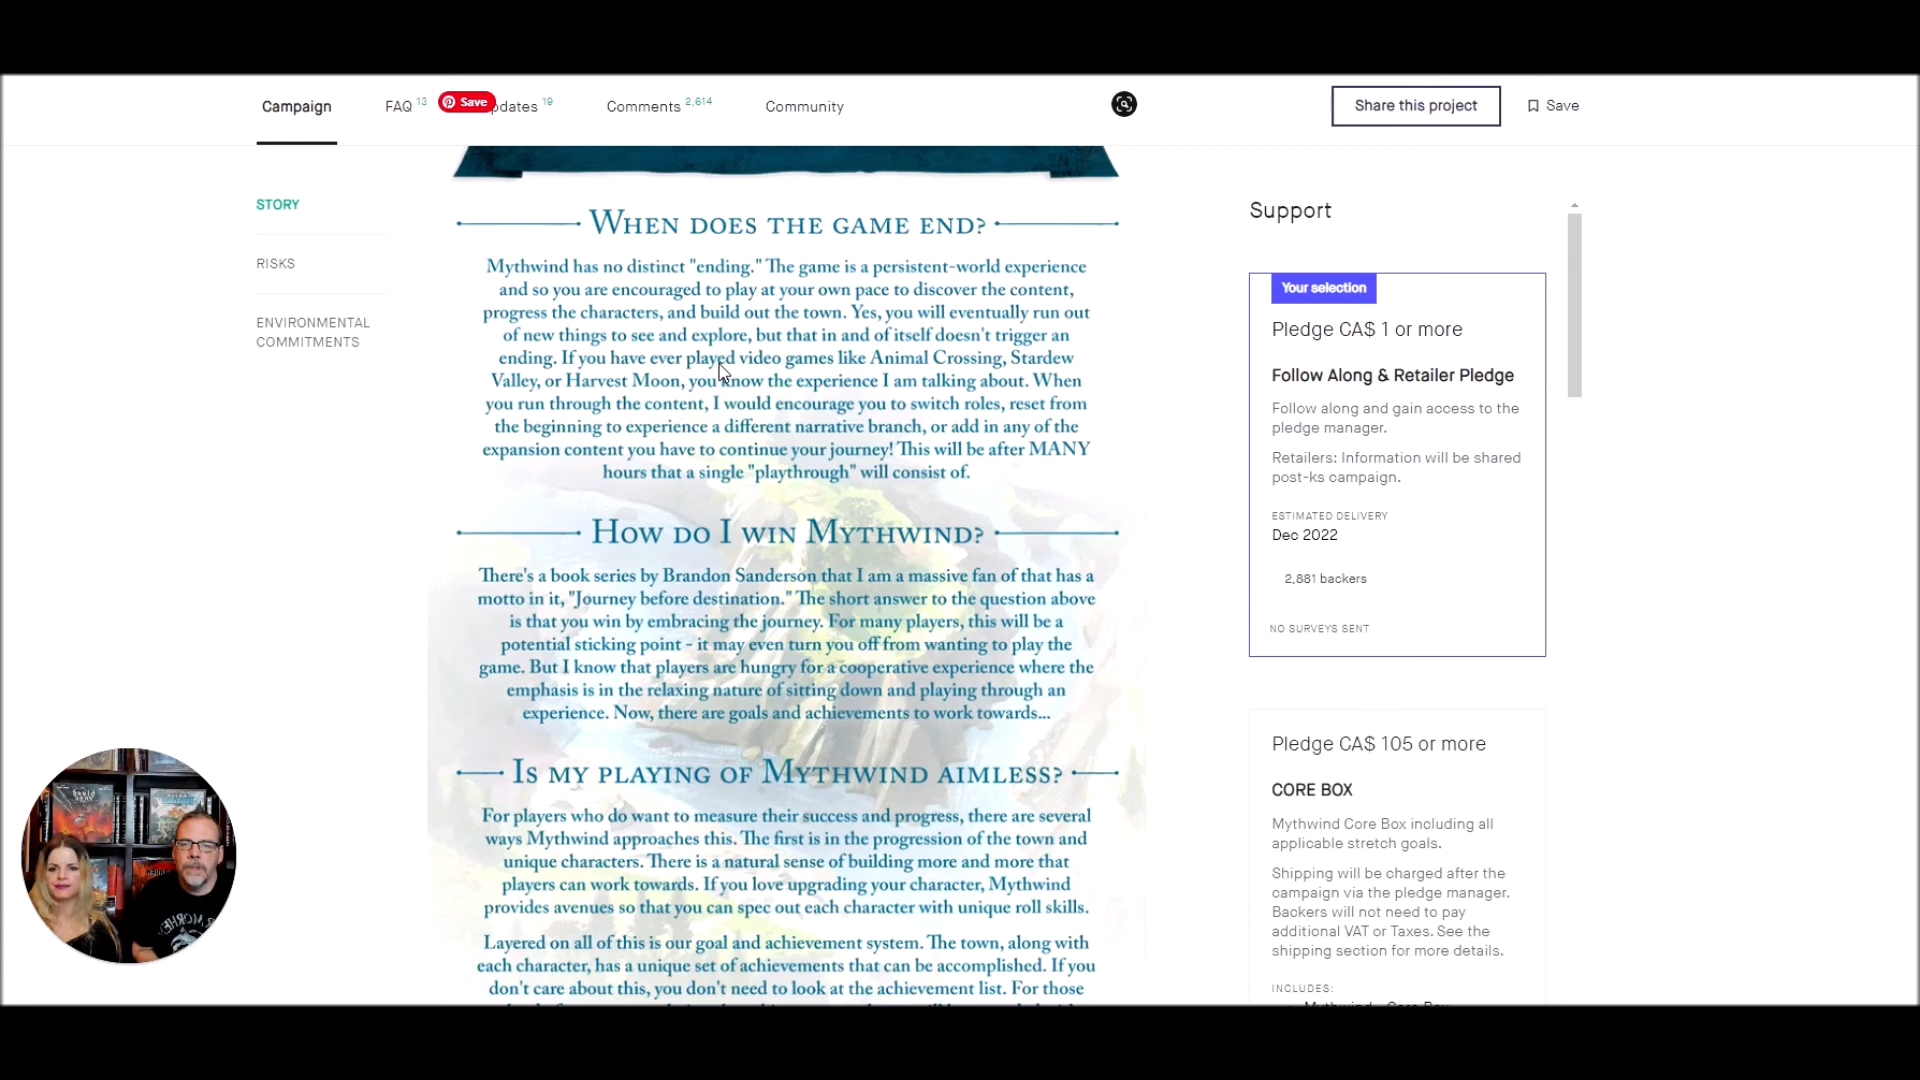 Campaign
FAQ 13
Save
pdates 19
Comments 2,614
Community
Share this project
Save
STORY
RISKS
ENVIRONMENTAL
COMMITMENTS
WHEN DOES THE GAME END?
Mythwind has no distinct "ending." The game is a persistent-world experience
and so you are encouraged to play at your own pace to discover the content,
progress the characters, and build out the town. Yes, you will eventually run out
of new things to see and explore, but that in and of itself doesn't trigger an
ending. If you have ever played video games like Animal Crossing, Stardew
Valley, or Harvest Moon, you know the experience I am talking about. When
you run through the content, I would encourage you to switch roles, reset from
the beginning to experience a different narrative branch, or add in any of the
expansion content you have to continue your journey! This will be after MANY
hours that a single "playthrough" will consist of.
HOW DO I WIN MYTHWIND?
There's a book series by Brandon Sanderson that I am a massive fan of that has a
motto in it, "Journey before destination." The short answer to the question above
is that you win by embracing the journey. For many players, this will be a
potential sticking point - it may even turn you off from wanting to play the
game. But I know that players are hungry for a cooperative experience where the
emphasis is in the relaxing nature of sitting down and playing through an
experience. Now, there are goals and achievements to work towards...
IS MY PLAYING OF MYTHWIND AIMLESS?
For players who do want to measure their success and progress, there are several
ways Mythwind approaches this. The first is in the progression of the town and
unique characters. There is a natural sense of building more and more that
players can work towards. If you love upgrading your character, Mythwind
provides avenues so that you can spec out each character with unique roll skills.
Layered on all of this is our goal and achievement system. The town, along with
each character, has a unique set of achievements that can be accomplished. If you
don't care about this, you don't need to look at the achievement list. For those
Support
Your selection
Pledge CA$ 1 or more
Follow Along & Retailer Pledge
Follow along and gain access to the
pledge manager.
Retailers: Information will be shared
post-ks campaign.
ESTIMATED DELIVERY
Dec 2022
2,881 backers
NO SURVEYS SENT
Pledge CA$ 105 or more
CORE BOX
Mythwind Core Box including all
applicable stretch goals.
Shipping will be charged after the
campaign via the pledge manager.
Backers will not need to pay
additional VAT or Taxes. See the
shipping section for more details.
INCLUDES:
Mythwind - Core Box